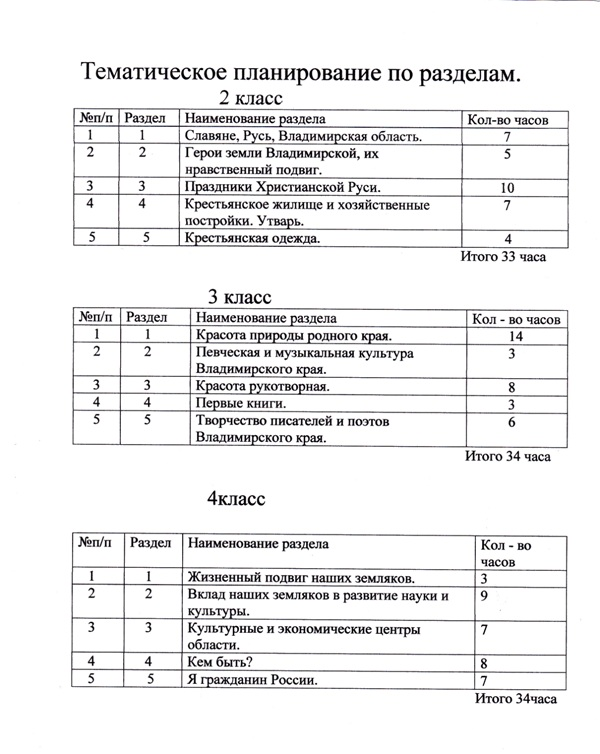 Тематическое планирование по разделам.
2 класс
№п/п Раздел Наименование раздела Кол-во часов
1 1 Славяне, Русь, Владимирская область. 7
2 2 Герои земли Владимирской, их 5
нравственный подвиг.
3 3 Праздники Христианской Руси. 10
4 4 Крестьянское жилище и хозяйственные 7
постройки. Утварь.
5 5 Крестьянская одежда. 4
Итого 33 часа
3 класс
№п/п Раздел Наименование раздела Кол - во часов
1 1 Красота природы родного края. 14
2 2 Певческая и музыкальная культура 3
Владимирского края.
3 3 Красота рукотворная. 8
4 4 Первые книги. 3
5 5 Творчество писателей и поэтов 6
Владимирского края.
Итого 34 часа
4класс
№п/п Раздел Наименование раздела Кол - во
часов
1 1 Жизненный подвиг наших земляков. 3
2 2 Вклад наших земляков в развитие науки и 9
культуры.
3 3 Культурные и экономические центры 7
области.
4 4 Кем быть? 8
5 5 Я гражданин России. 7
Итого 34часа